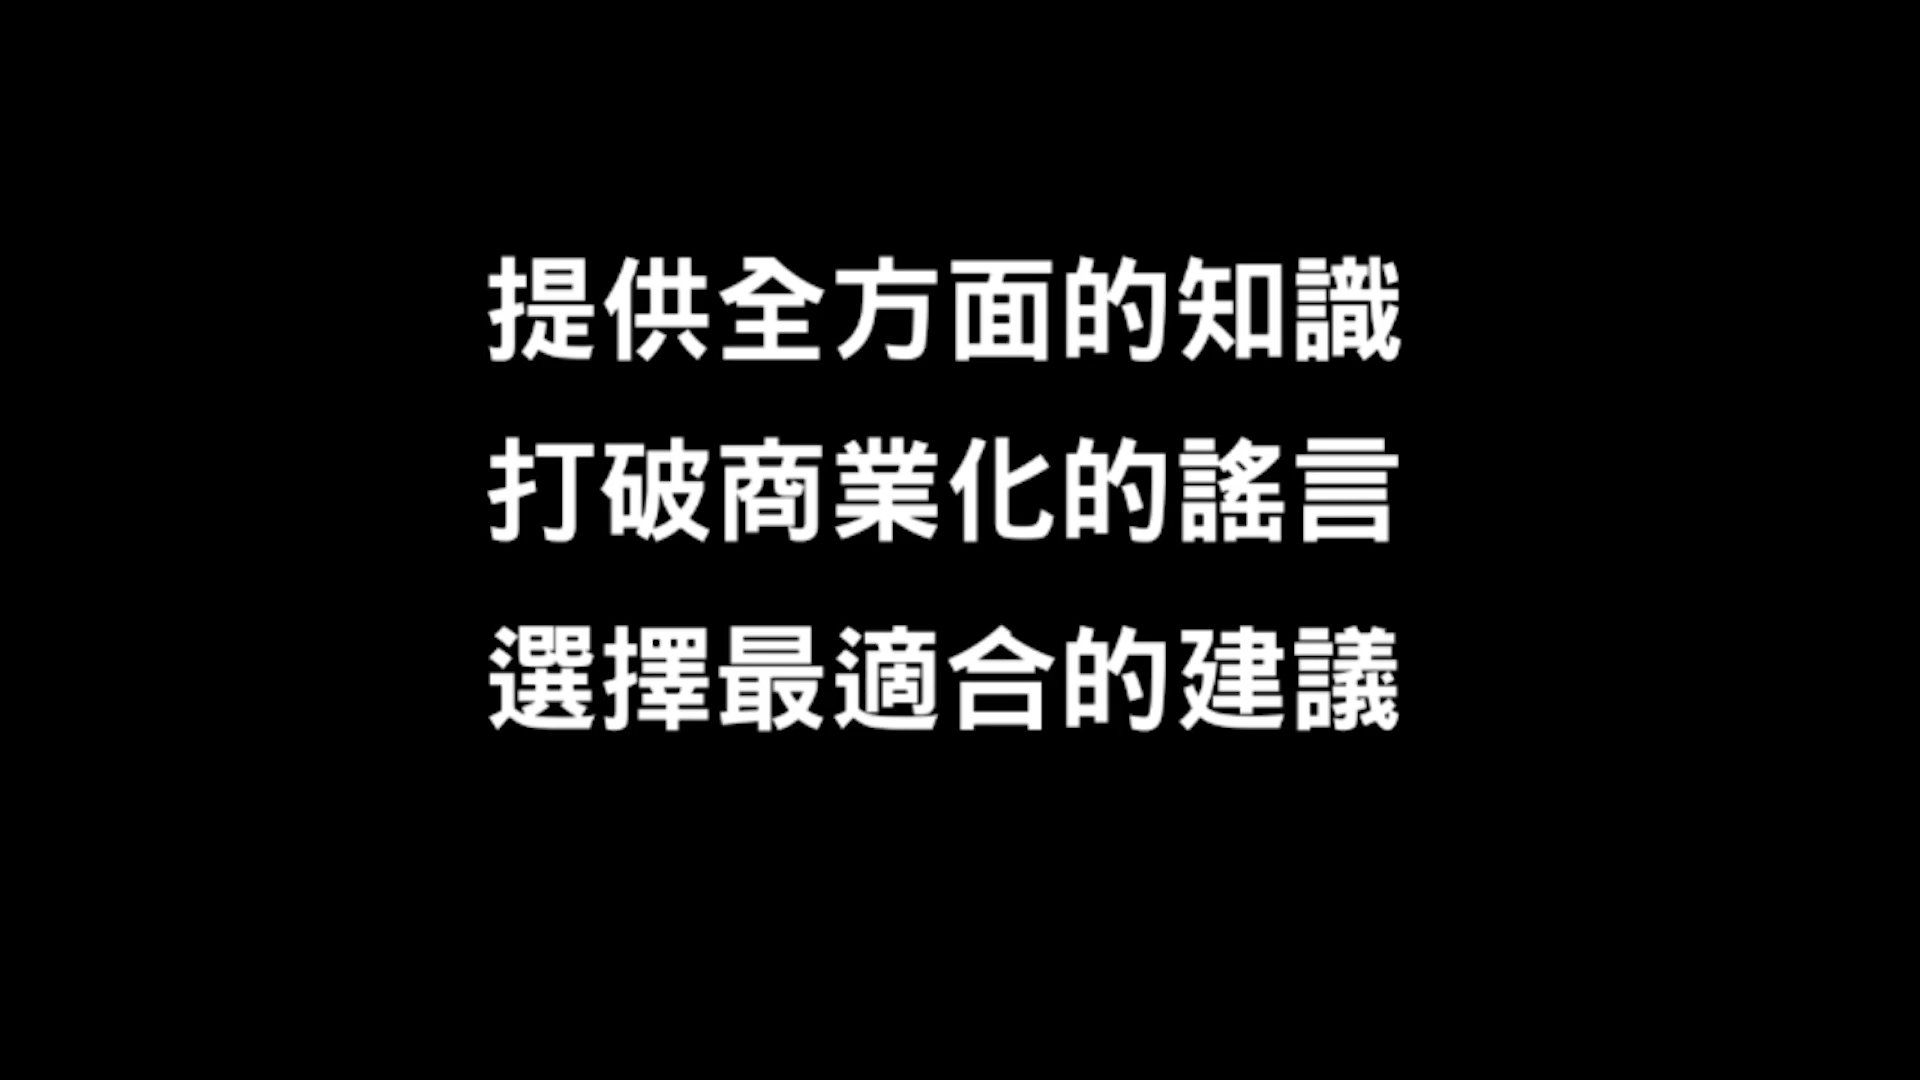 提供全方面的知識
打破商業化的謠言
選擇最適合的建議